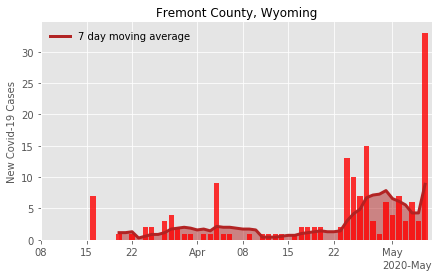 Fremont County, Wyoming
7 day moving average
New Covid-19 Cases
30
25
20
15
10
5
0
08 15 22 Apr 08 15 22 May
2020-May